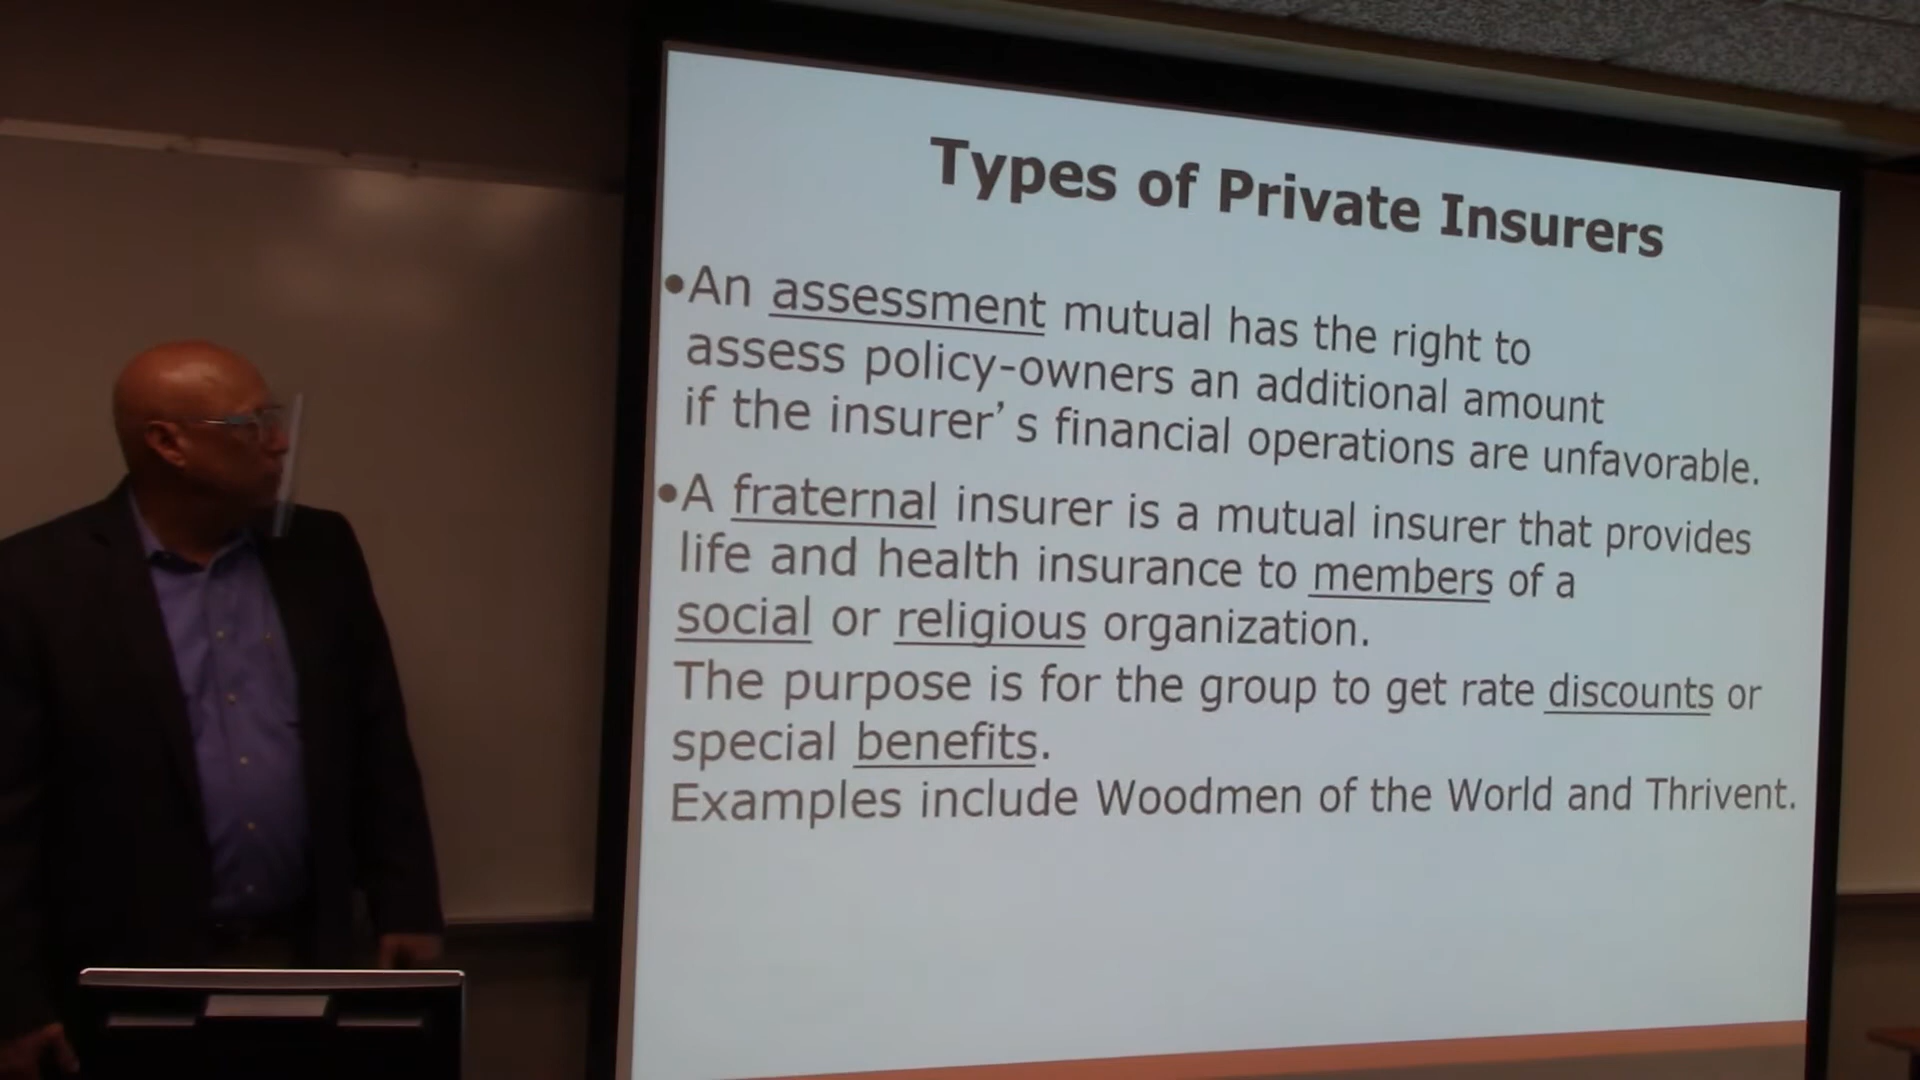 Types of Private Insurers
•An assessment mutual has the right to
assess policy-owners an additional amount
if the insurer’s financial operations are unfavorable.
•A fraternal insurer is a mutual insurer that provides
life and health insurance to members of a
social or religious organization.
The purpose is for the group to get rate discounts or
special benefits.
Examples include Woodmen of the World and Thrivent.